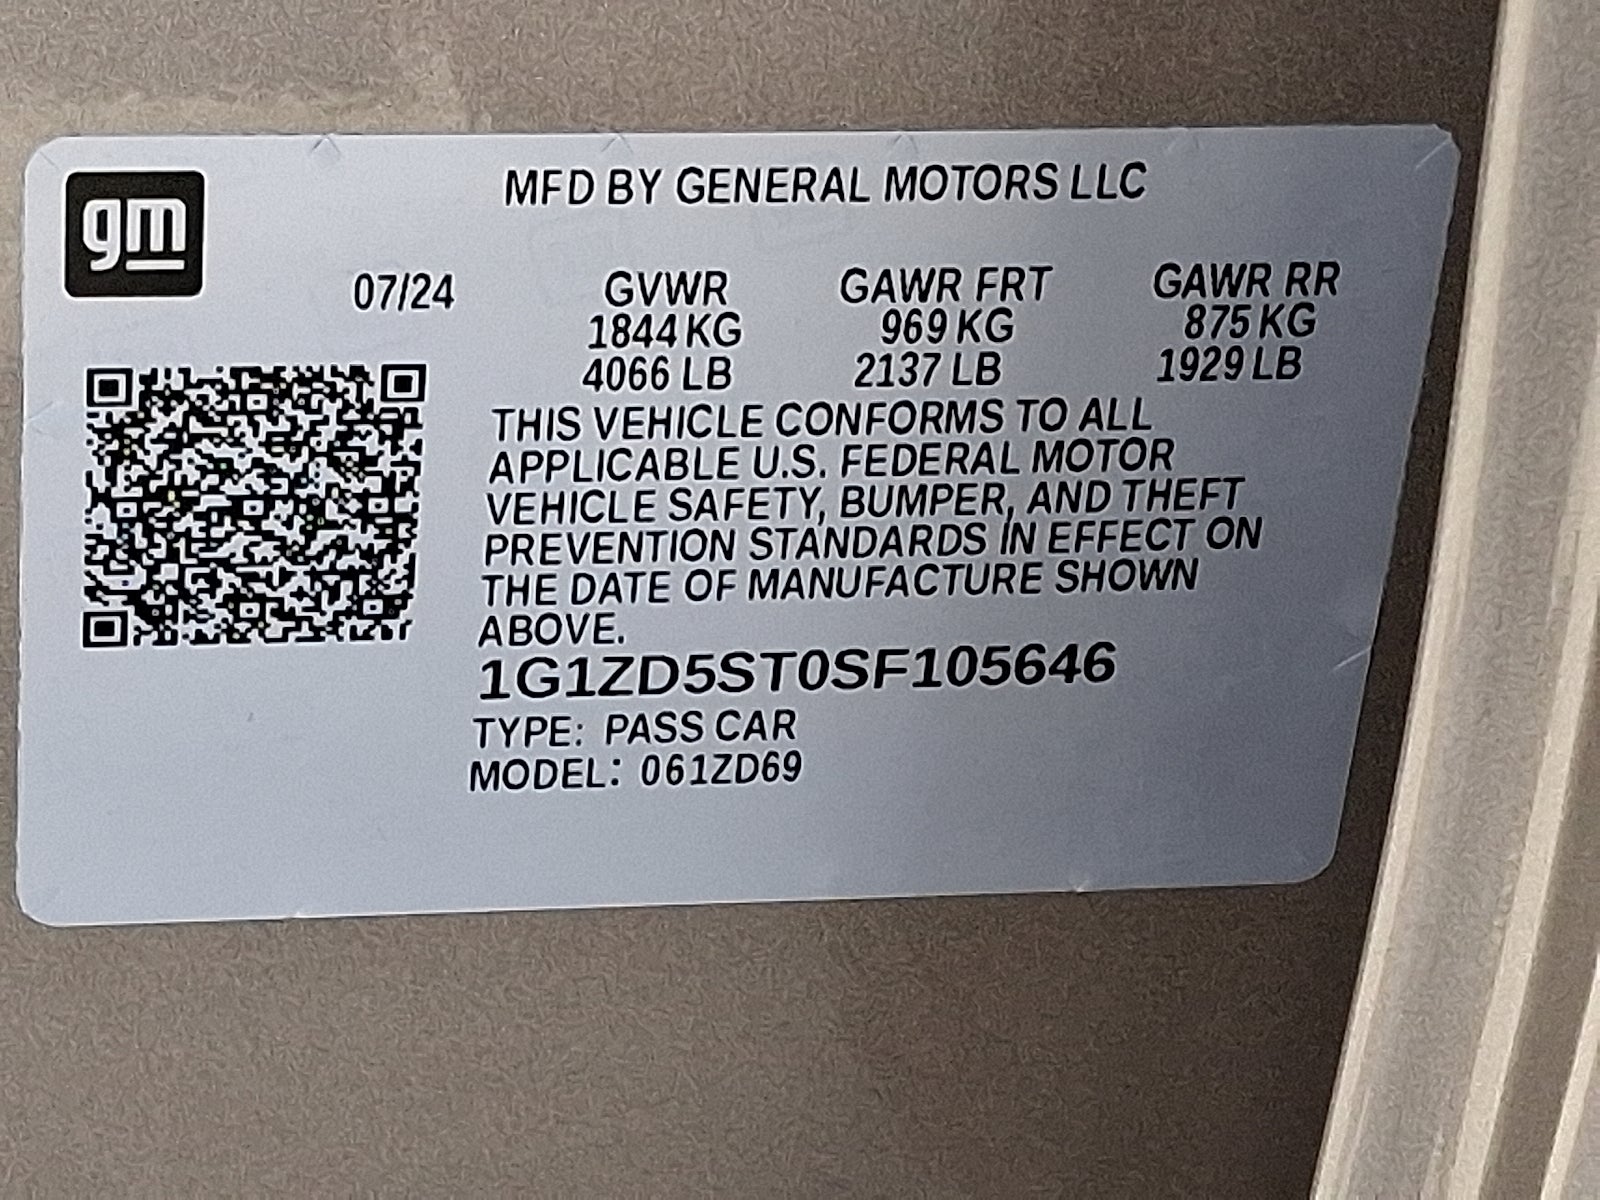 gm
MFD BY GENERAL MOTORS LLC
07/24 GVWR GAWR FRT GAWR RR
1844 KG 969 KG 875 KG
4066 LB 2137 LB 1929 LB
THIS VEHICLE CONFORMS TO ALL
APPLICABLE U.S. FEDERAL MOTOR
VEHICLE SAFETY, BUMPER, AND THEFT
PREVENTION STANDARDS IN EFFECT ON
THE DATE OF MANUFACTURE SHOWN
ABOVE.
1G1ZD5ST0SF105646
TYPE: PASS CAR
MODEL: 061ZD69